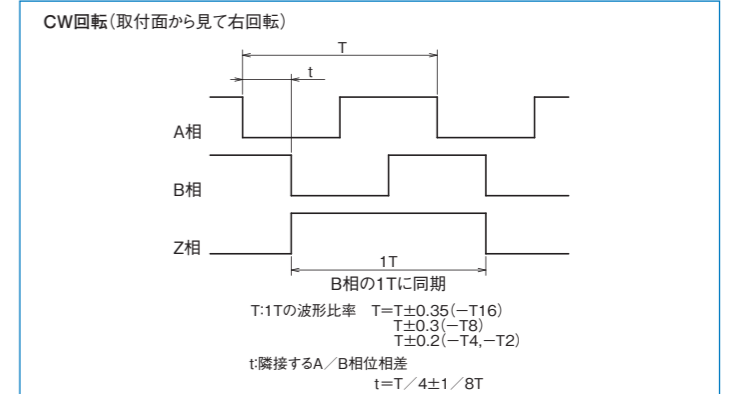 CW回転(取付面から見て右回転)
T
t
A相
B相
Z相
1T
B相の1Tに同期
T:1Tの波形比率 T=T±0.35(−T16)
T±0.3(−T8)
T±0.2(−T4,−T2)
t:隣接するA/B相位相差
t=T/4±1/8T